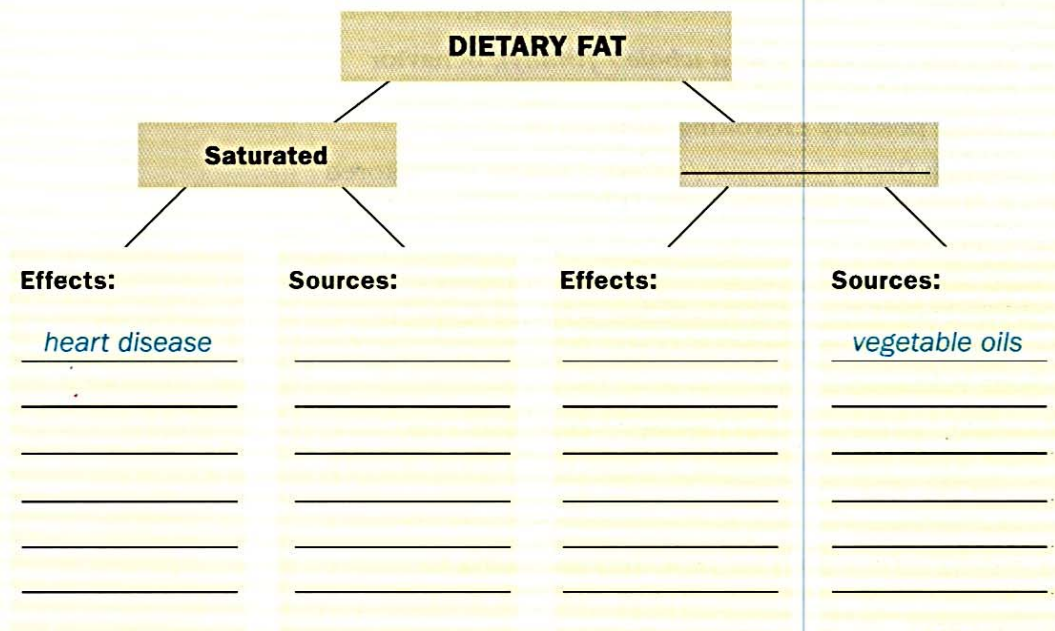 DIETARY FAT
Saturated
Effects:
Sources:
Effects:
Sources:
heart disease
vegetable oils